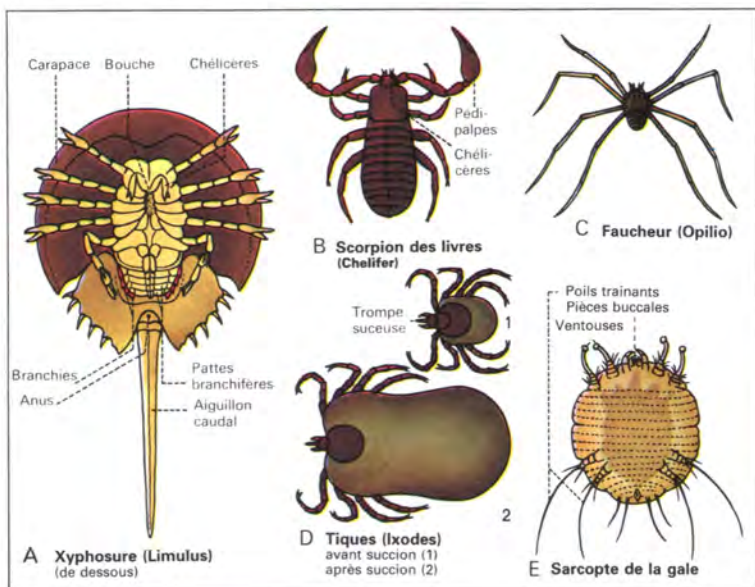 Carapace Bouche Chélicères
Pédi-
palpes
Chéli-
cères
B Scorpion des livres
(Chelifer)
C Faucheur (Opilio)
Branchies
Anus
Pattes
branchifères
Aiguillon
caudal
A Xyphosure (Limulus)
(de dessous)
Trompe
suceuse
1
2
D Tiques (Ixodes)
avant succion (1)
après succion (2)
Poils trainants
Pièces buccales
Ventouses
E Sarcopte de la gale